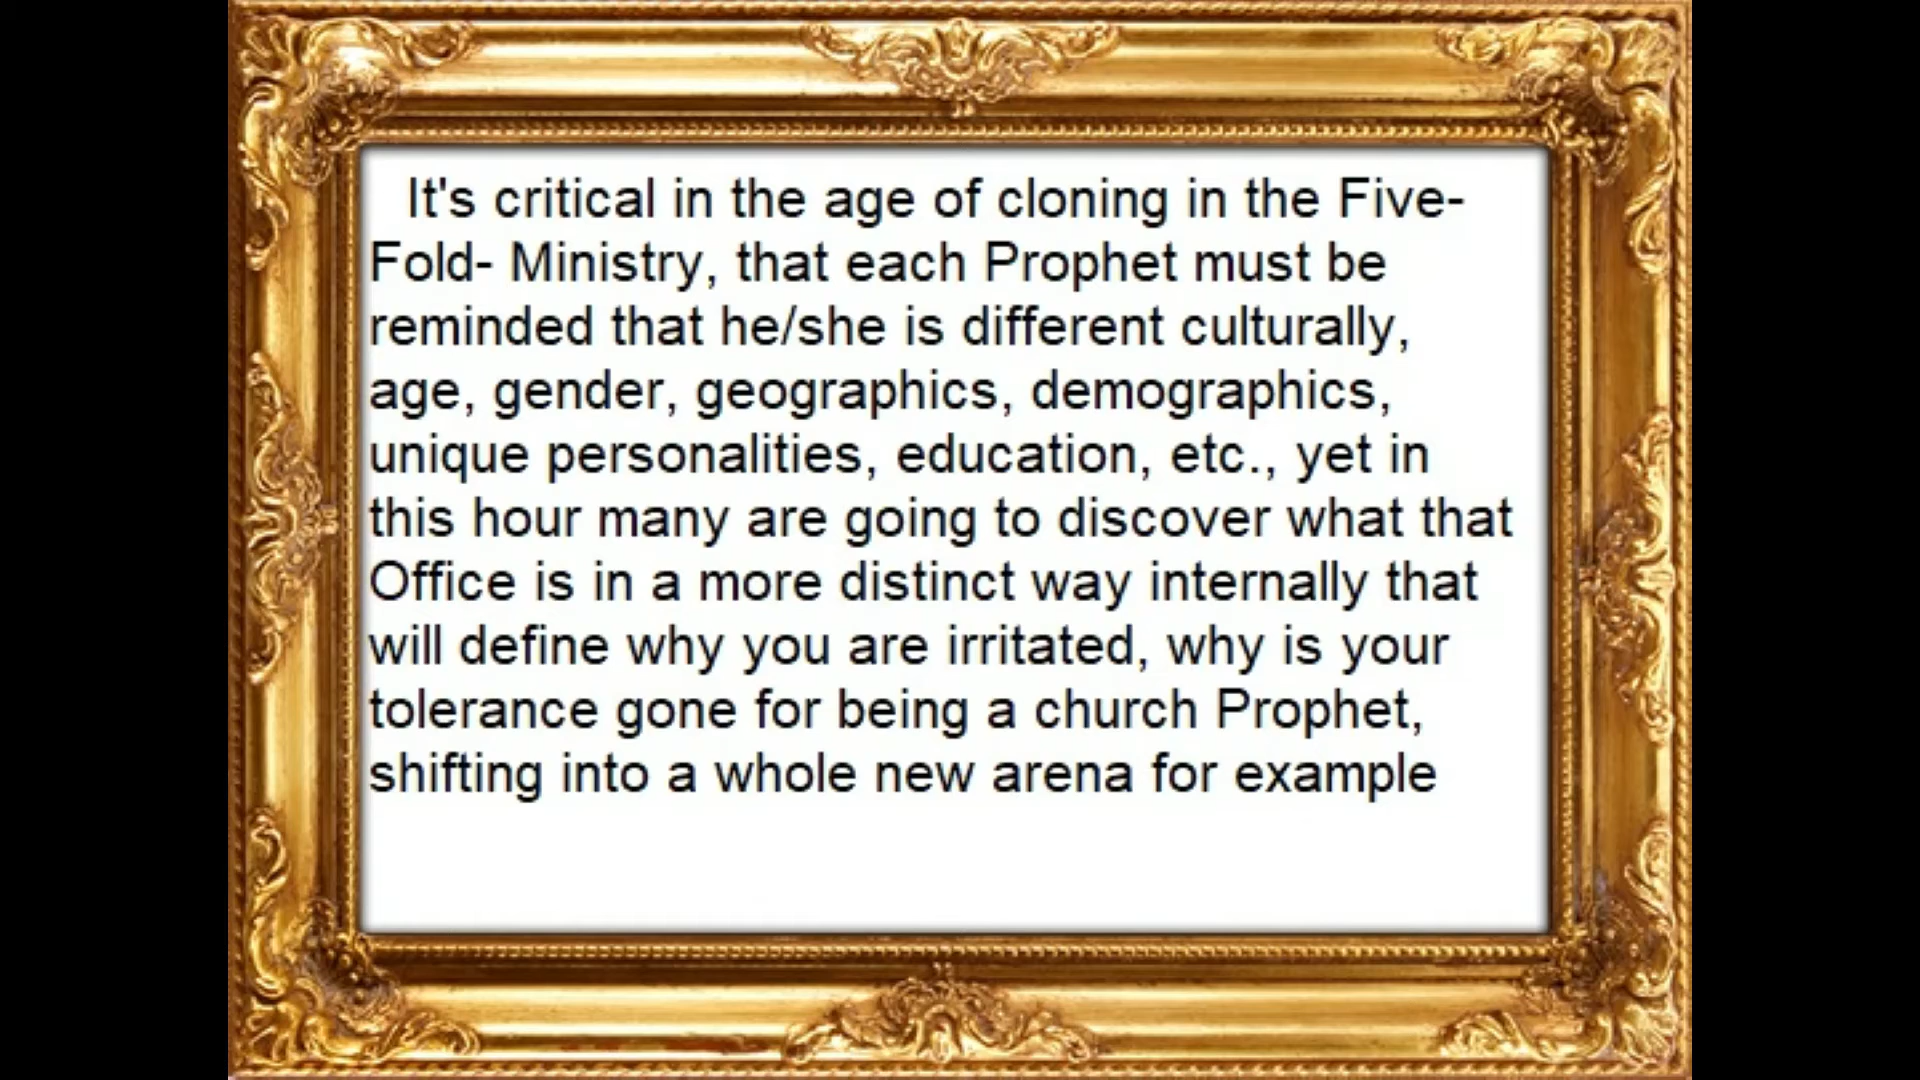 It's critical in the age of cloning in the Five-
Fold- Ministry, that each Prophet must be
reminded that he/she is different culturally,
age, gender, geographics, demographics,
unique personalities, education, etc., yet in
this hour many are going to discover what that
Office is in a more distinct way internally that
will define why you are irritated, why is your
tolerance gone for being a church Prophet,
shifting into a whole new arena for example